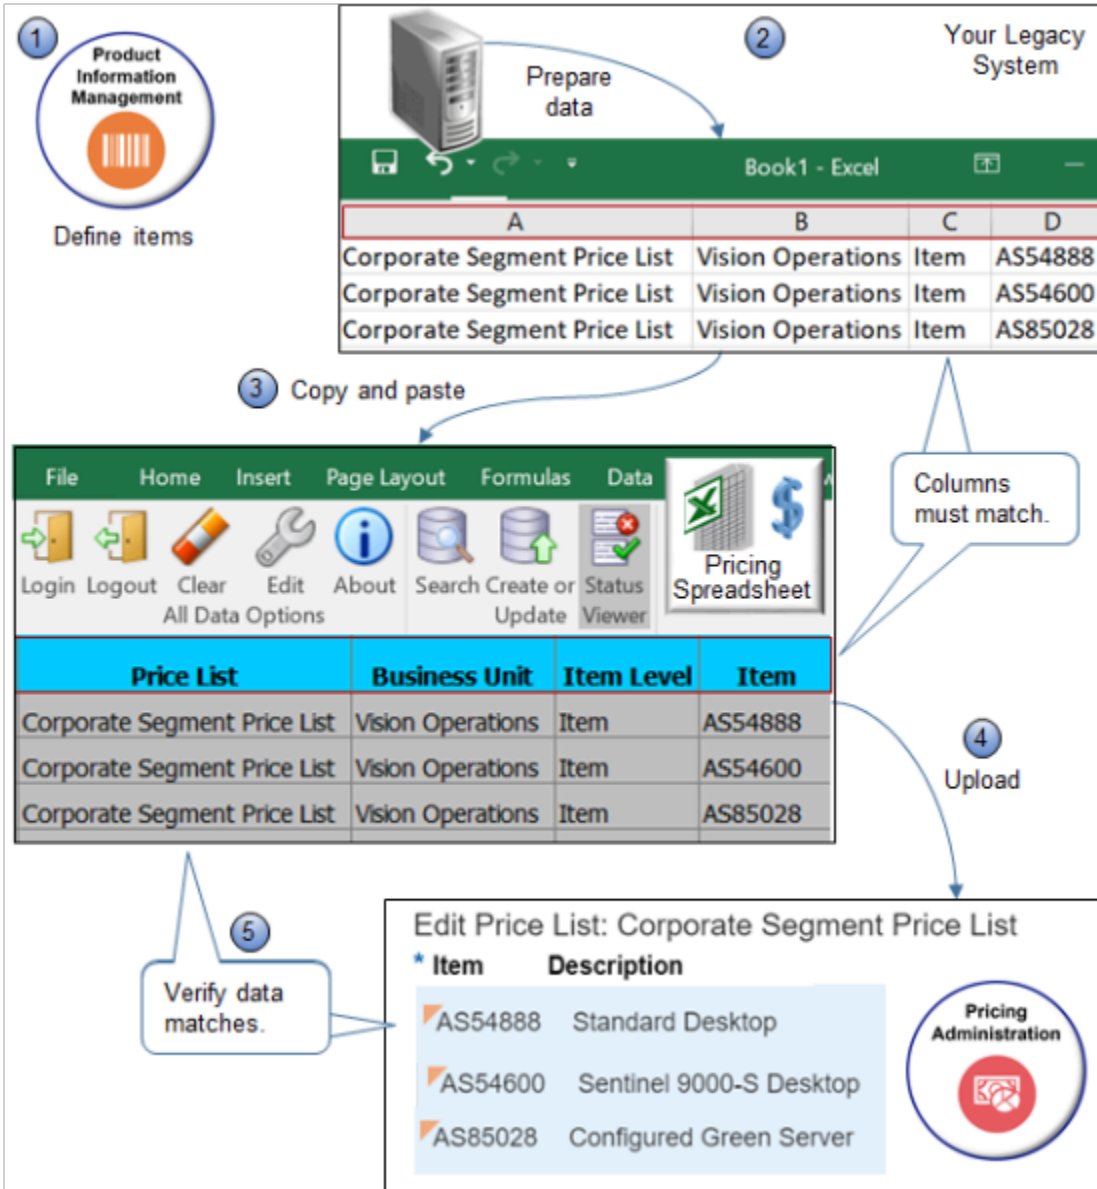 1
Product
Information
Management
Define items
2
Your Legacy
System
Prepare
data
Book1 - Excel
A B C D
Corporate Segment Price List Vision Operations Item AS54888
Corporate Segment Price List Vision Operations Item AS54600
Corporate Segment Price List Vision Operations Item AS85028
3 Copy and paste
Columns
must match.
File Home Insert Page Layout Formulas Data
Login Logout Clear Edit About Search Create or Status
All Data Options Update Viewer
Pricing
Spreadsheet
Price List Business Unit Item Level Item
Corporate Segment Price List Vision Operations Item AS54888
Corporate Segment Price List Vision Operations Item AS54600
Corporate Segment Price List Vision Operations Item AS85028
4
Upload
5
Verify data
matches.
Edit Price List: Corporate Segment Price List
* Item Description
AS54888 Standard Desktop
AS54600 Sentinel 9000-S Desktop
AS85028 Configured Green Server
Pricing
Administration